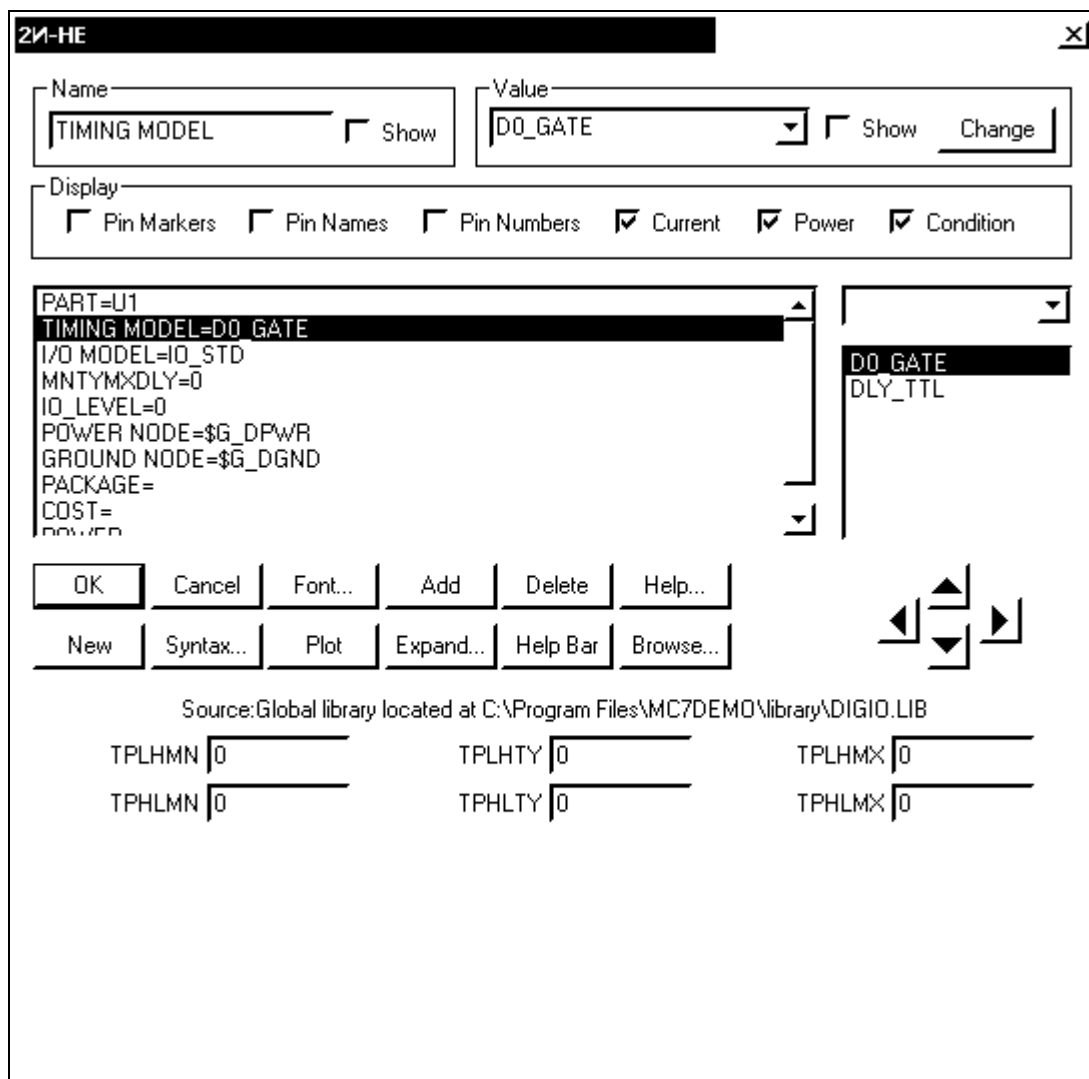 2И-НЕ
Name
Value
TIMING MODEL
Show
D0_GATE
Show
Change
Display
Pin Markers
Pin Names
Pin Numbers
Current
Power
Condition
PART=U1
TIMING MODEL=D0_GATE
I/O MODEL=IO_STD
MNTYMXDLY=0
IO_LEVEL=0
POWER NODE=$G_DPWR
GROUND NODE=$G_DGND
PACKAGE=
COST=
D0_GATE
DLY_TTL
OK
Cancel
Font...
Add
Delete
Help...
New
Syntax...
Plot
Expand...
Help Bar
Browse...
Source:Global library located at C:\Program Files\MC7DEMO\library\DIGIO.LIB
TPLHMN 0
TPLHTY 0
TPLHMX 0
TPHLMN 0
TPHLTY 0
TPHLMX 0